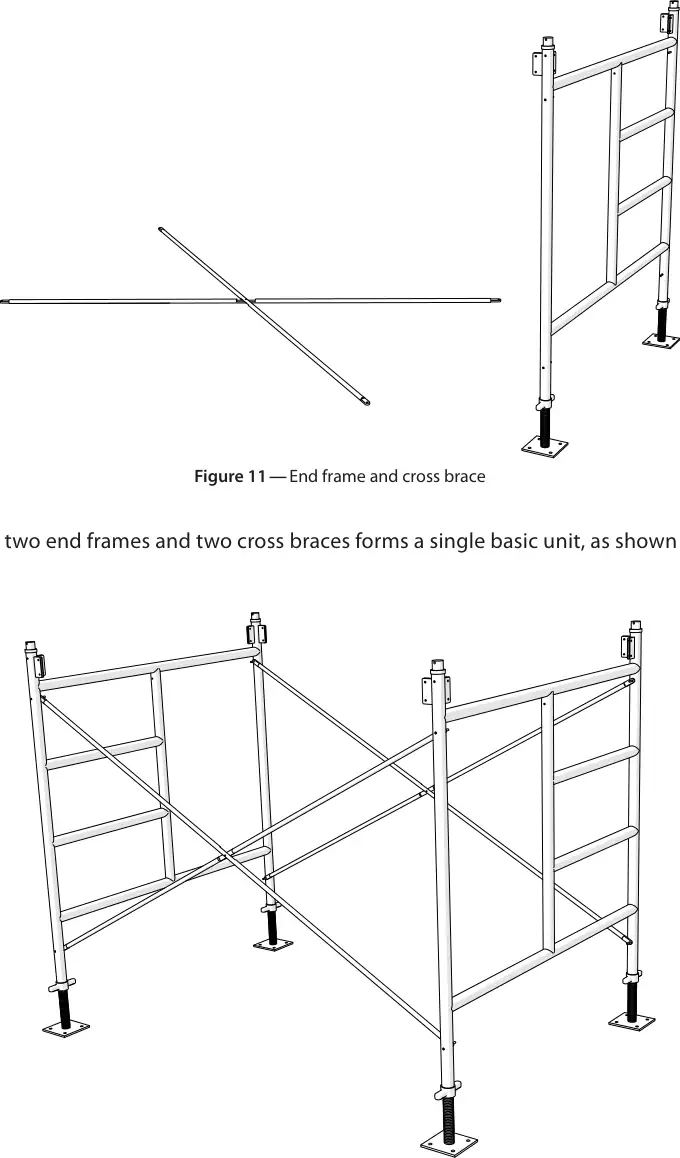 Figure 11 — End frame and cross brace
two end frames and two cross braces forms a single basic unit, as shown